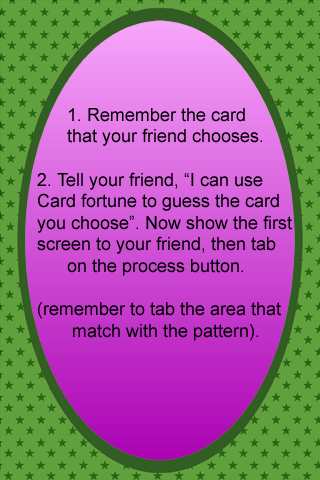 1. Remember the card
that your friend chooses.
2. Tell your friend, “I can use
Card fortune to guess the card
you choose”. Now show the first
screen to your friend, then tab
on the process button.
(remember to tab the area that
match with the pattern).